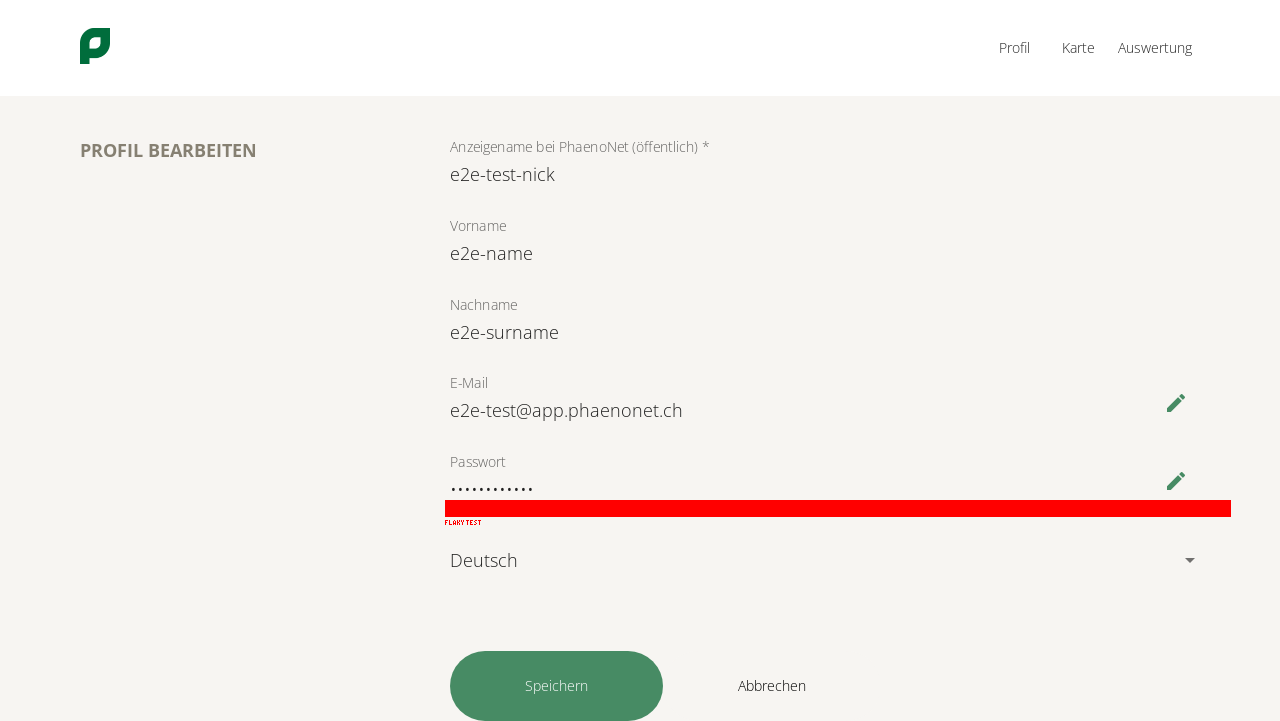 Profil Karte Auswertung
PROFIL BEARBEITEN
Anzeigename bei PhaenoNet (öffentlich) *
e2e-test-nick
Vorname
e2e-name
Nachname
e2e-surname
E-Mail
e2e-test@app.phaenonet.ch
Passwort
••••••••••••
FLAKY TEST
Deutsch
Speichern Abbrechen